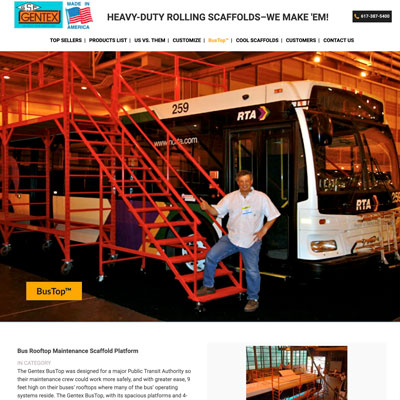 BSI
GENTEX
MADE IN
AMERICA
HEAVY-DUTY ROLLING SCAFFOLDS–WE MAKE 'EM!
617-387-5400
TOP SELLERS | PRODUCTS LIST | US VS. THEM | CUSTOMIZE | BusTop™ | COOL SCAFFOLDS | CUSTOMERS | CONTACT US
259
RTA
RTA
BusTop™
Bus Rooftop Maintenance Scaffold Platform
IN CATEGORY
The Gentex BusTop was designed for a major Public Transit Authority so
their maintenance crew could work more safely, and with greater ease, 9
feet high on their buses' rooftops where many of the bus' operating
systems reside. The Gentex BusTop, with its spacious platforms and 4-